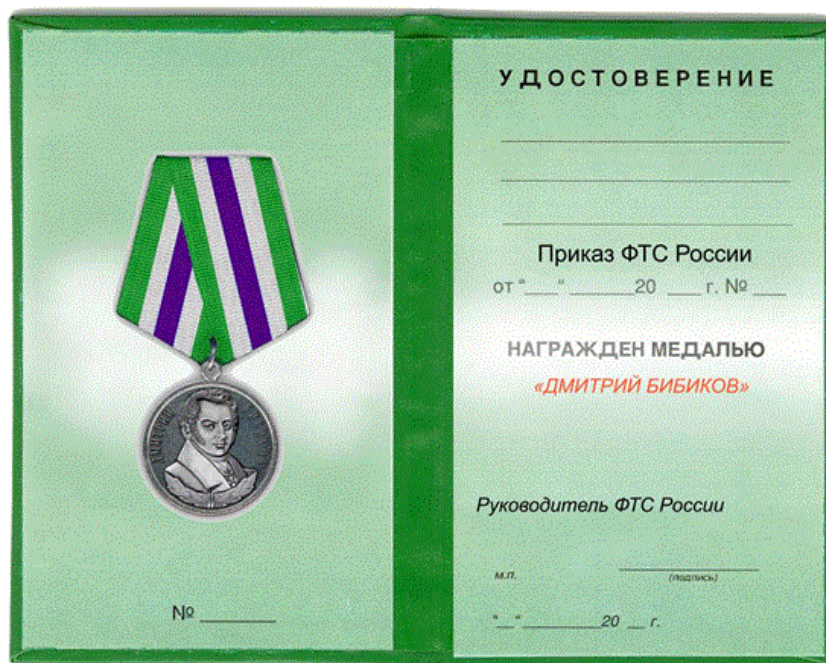 ДМИТРИЙ
№ ______
УДОСТОВЕРЕНИЕ
Приказ ФТС России
от "___" ______20 ___ г. № ___
НАГРАЖДЕН МЕДАЛЬЮ
«ДМИТРИЙ БИБИКОВ»
Руководитель ФТС России
м.п.
(подпись)
"__"________20 __ г.